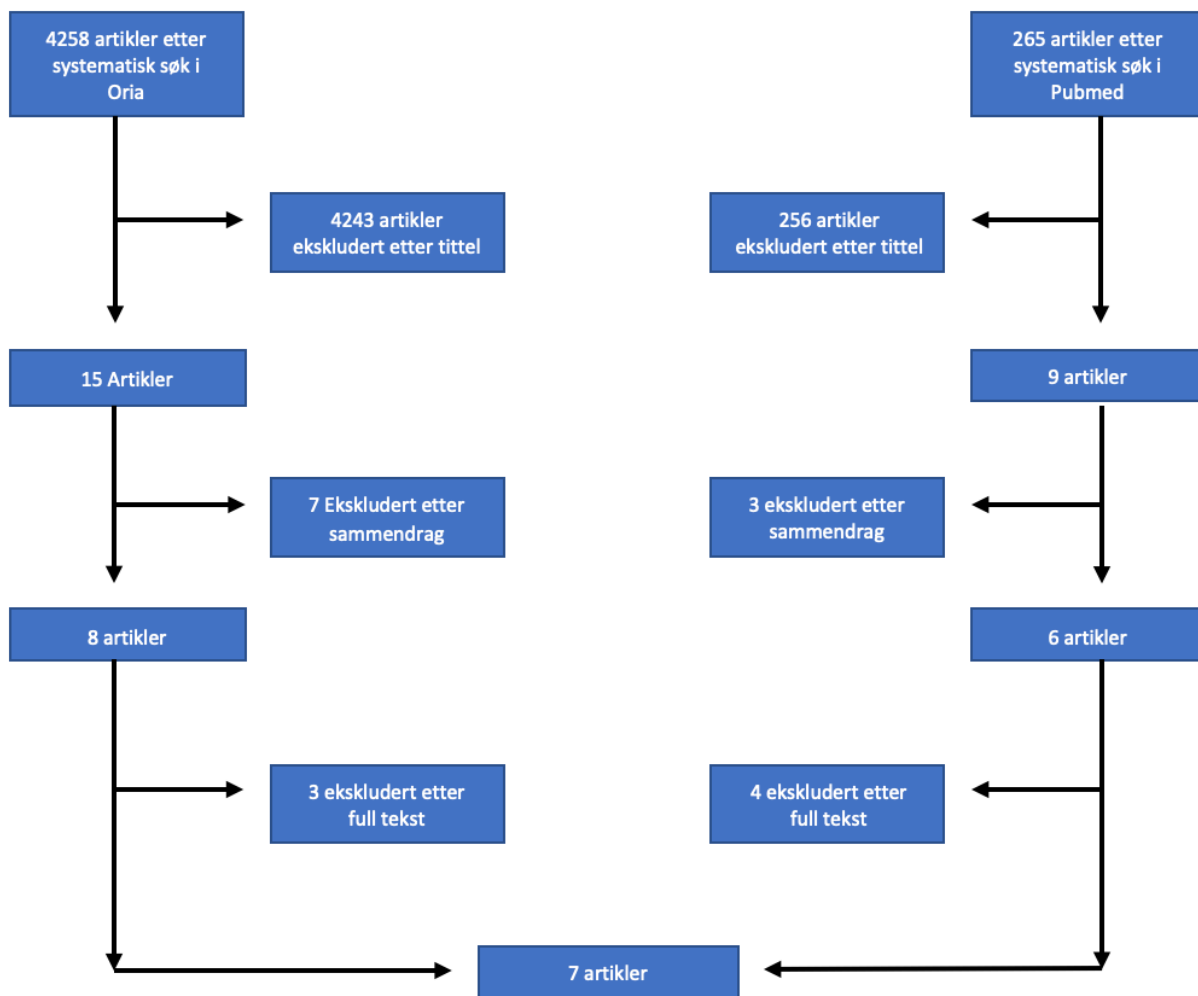 4258 artikler etter
systematisk søk i
Oria
265 artikler etter
systematisk søk i
Pubmed
4243 artikler
ekskludert etter tittel
256 artikler
ekskludert etter tittel
15 Artikler
9 artikler
7 Ekskludert etter
sammendrag
3 ekskludert etter
sammendrag
8 artikler
6 artikler
3 ekskludert etter
full tekst
4 ekskludert etter
full tekst
7 artikler